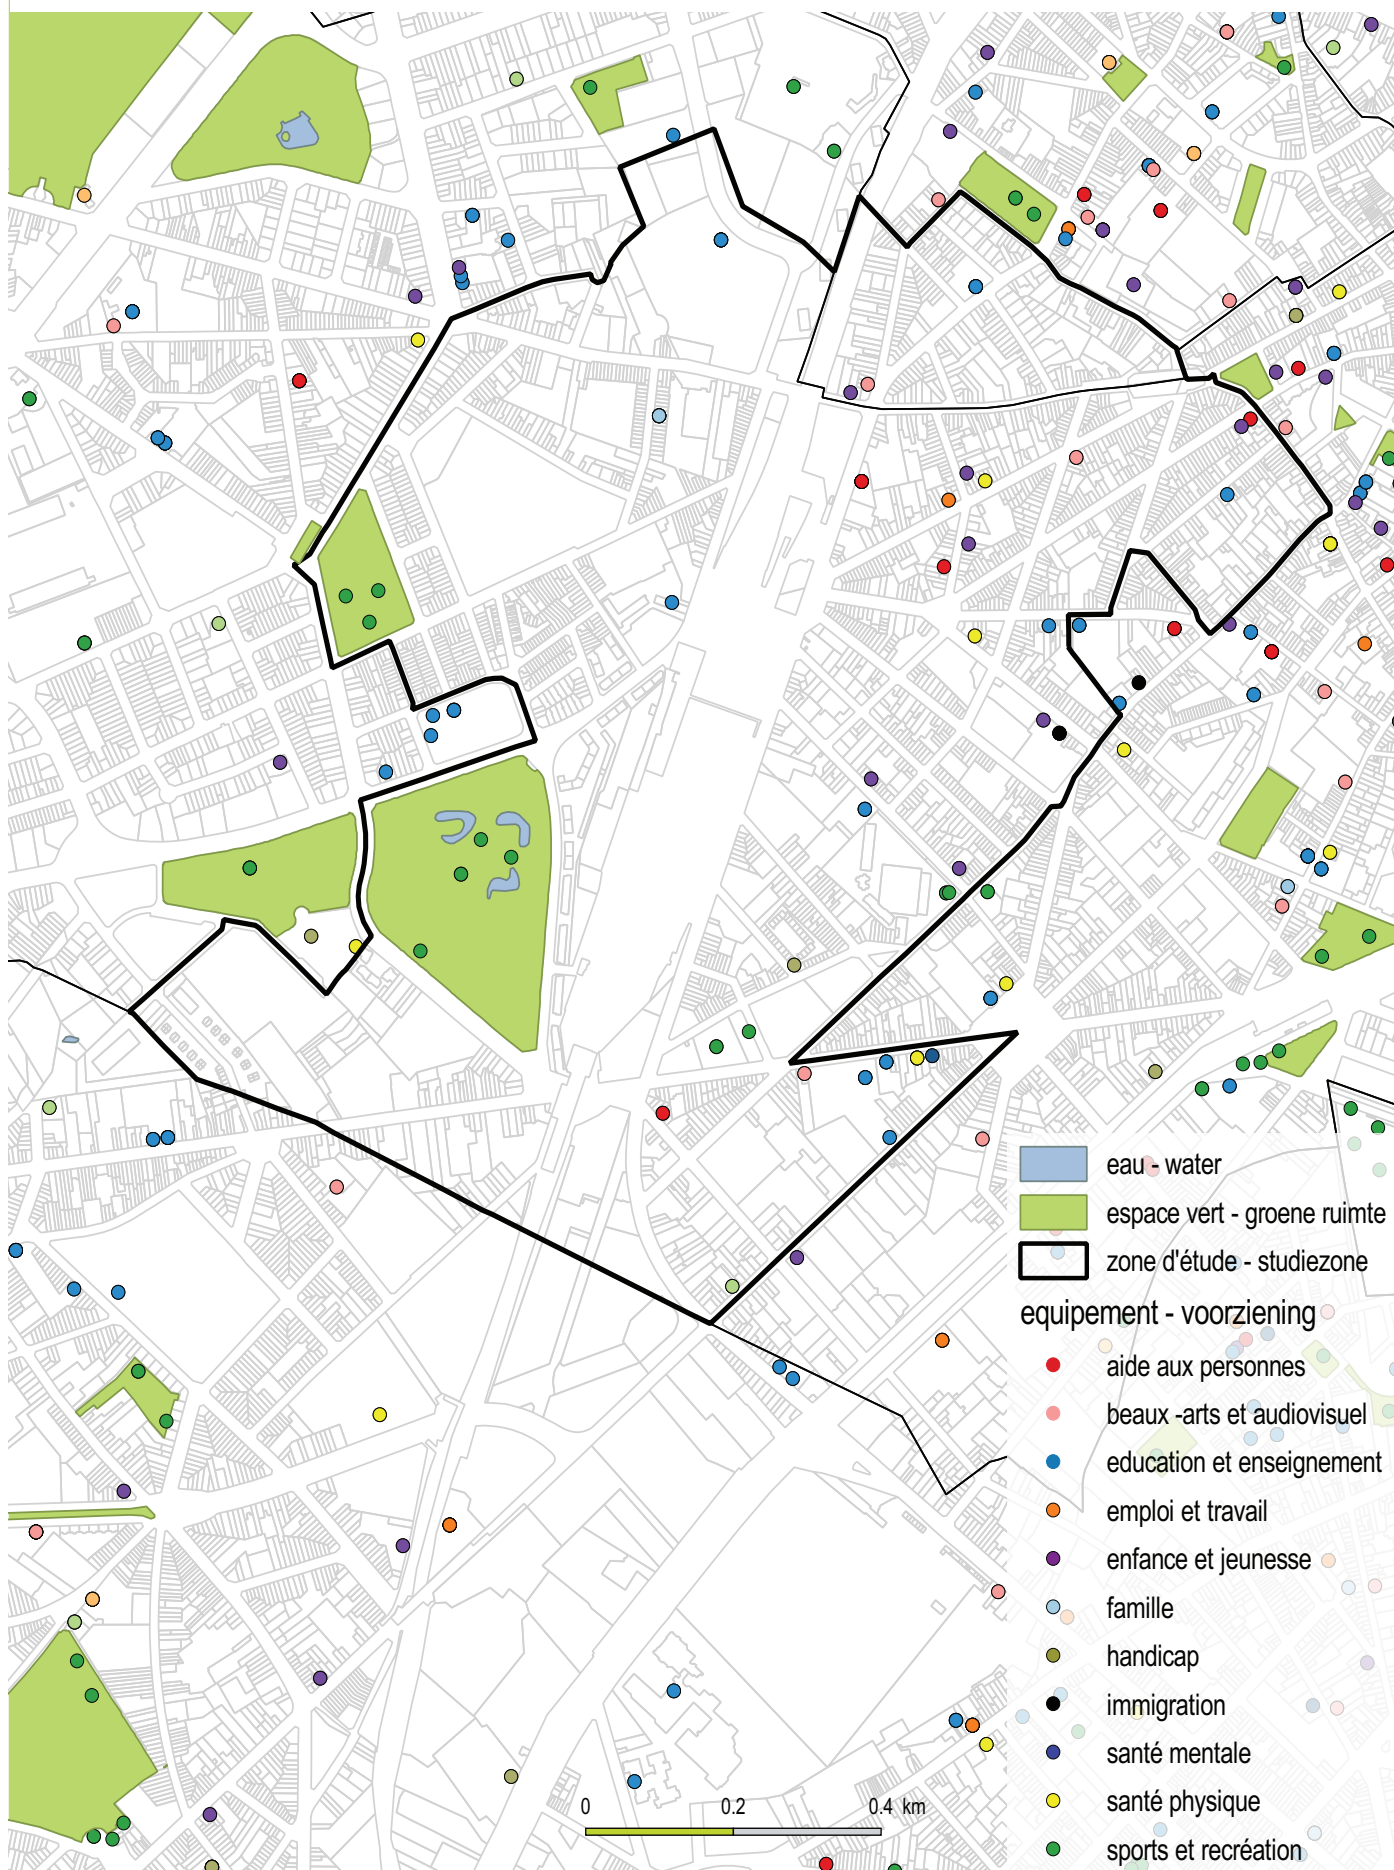 eau - water
espace vert - groene ruimte
zone d'étude - studiezone
equipement - voorziening
aide aux personnes
beaux -arts et audiovisuel
education et enseignement
emploi et travail
enfance et jeunesse
famille
handicap
immigration
santé mentale
santé physique
sports et recréation
0 0.2 0.4 km